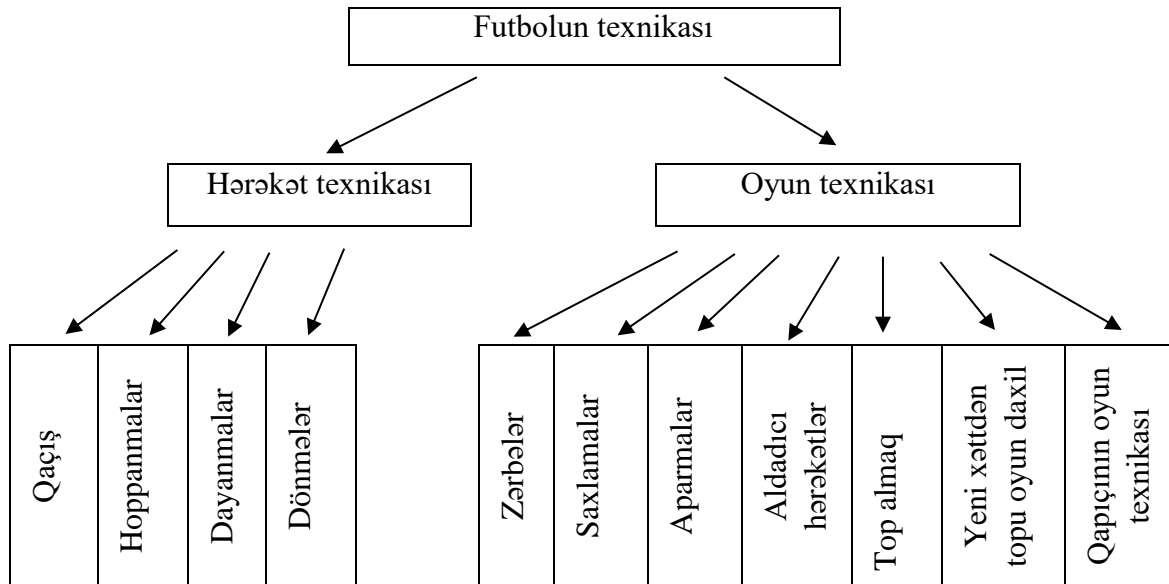 Futbolun texnikası
Hərəkət texnikası
Oyun texnikası
Qaçış
Hoppanmalar
Dayanmalar
Dönmələr
Zərbələr
Saxlamalar
Aparmalar
Aldadıcı
hərəkətlər
Top almaq
Yeni xəttdən
topu oyun daxil
Qapıçının oyun
texnikası